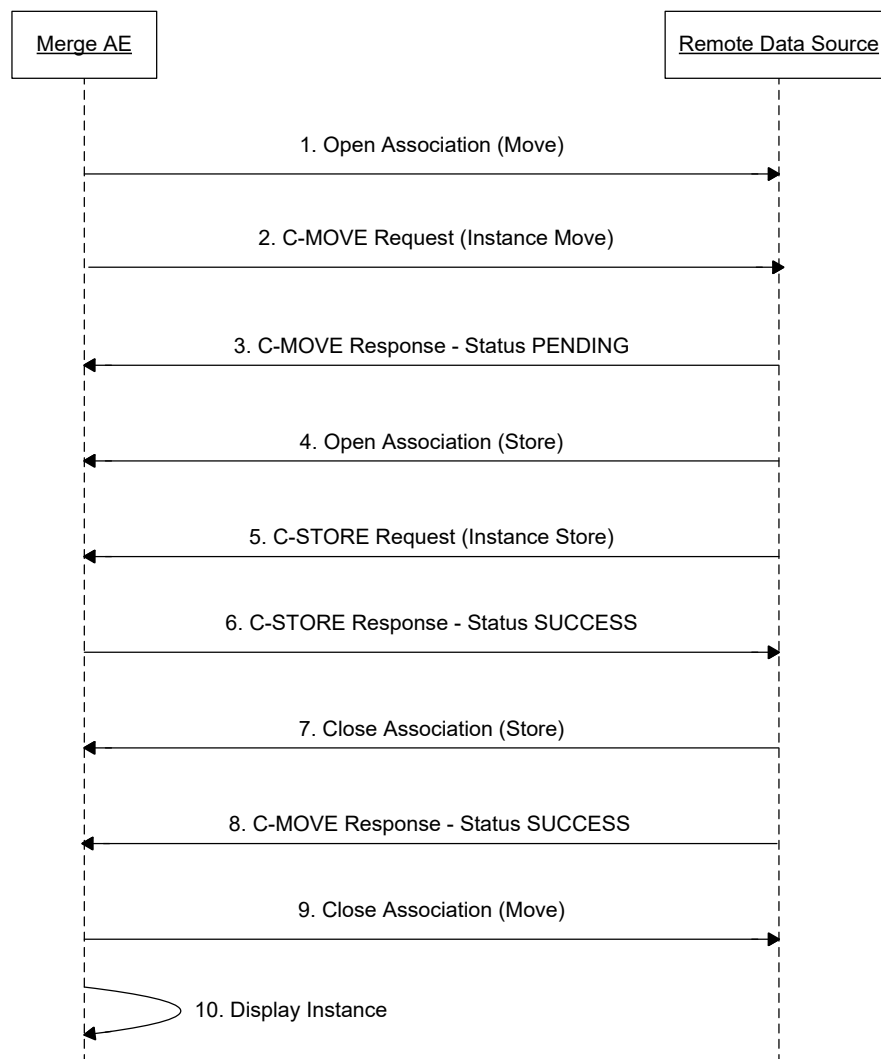 Merge AE
Remote Data Source
1. Open Association (Move)
2. C-MOVE Request (Instance Move)
3. C-MOVE Response - Status PENDING
4. Open Association (Store)
5. C-STORE Request (Instance Store)
6. C-STORE Response - Status SUCCESS
7. Close Association (Store)
8. C-MOVE Response - Status SUCCESS
9. Close Association (Move)
10. Display Instance